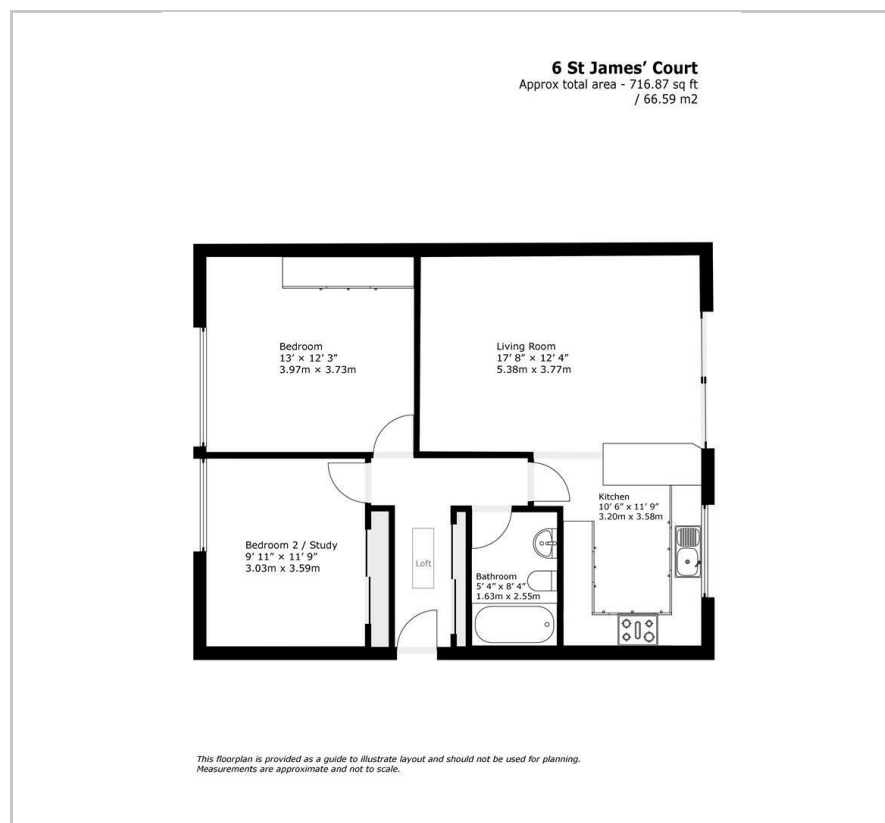 6 St James’ Court
Approx total area - 716.87 sq ft
/ 66.59 m2
Bedroom
13’ × 12’ 3”
3.97m × 3.73m
Living Room
17’ 8” × 12’ 4”
5.38m x 3.77m
Kitchen
10’ 6” x 11’ 9”
3.20m x 3.58m
Bedroom 2 / Study
9’ 11” × 11’ 9”
3.03m x 3.59m
Loft
Bathroom
5’ 4” x 8’ 4”
1.63m x 2.55m
This floorplan is provided as a guide to illustrate layout and should not be used for planning.
Measurements are approximate and not to scale.